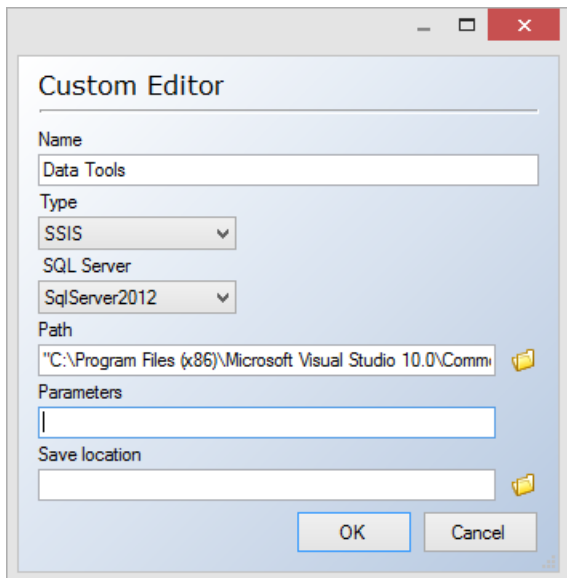 Custom Editor
Name
Data Tools
Type
SSIS
SQL Server
SqlServer2012
Path
"C:\Program Files (x86)\Microsoft Visual Studio 10.0\Comm
Parameters
Save location
OK Cancel